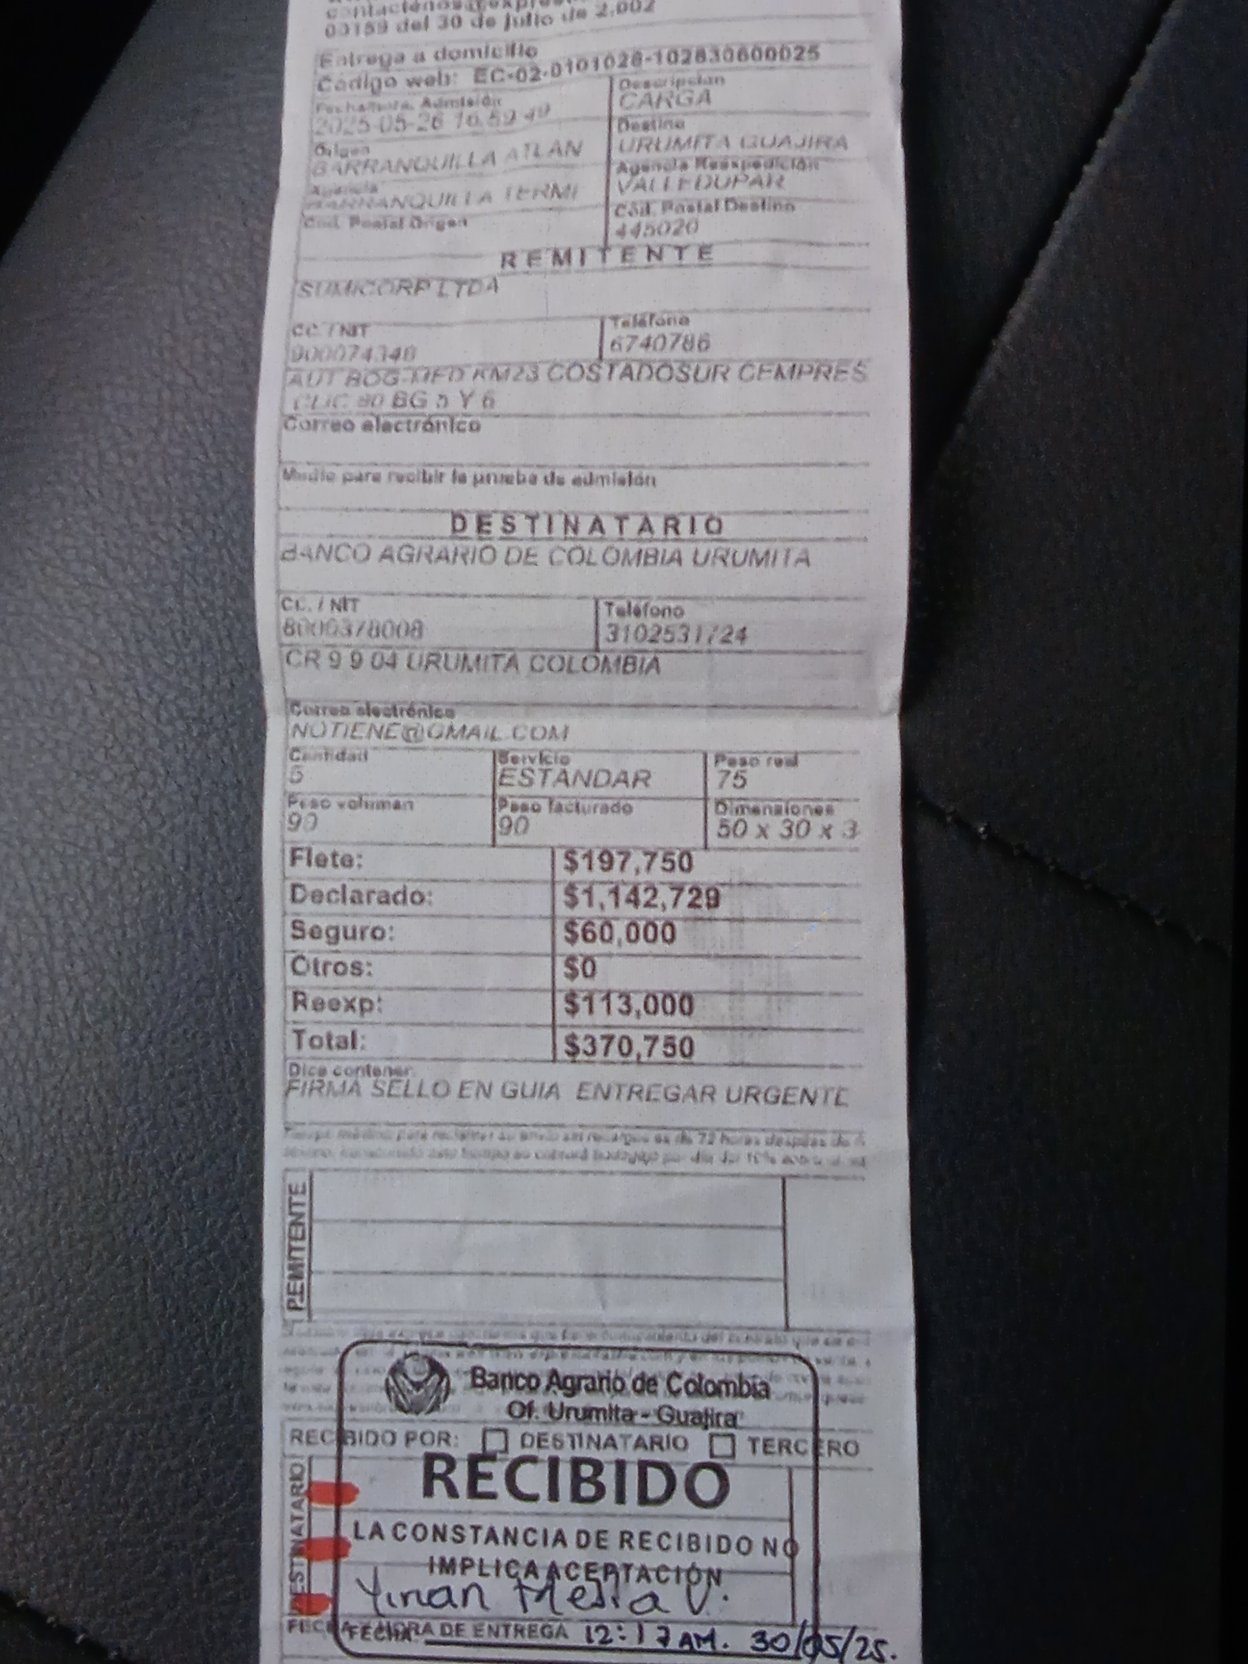 03159 del 30 de julio de 2.002
Entrega a domicilio
Código web: EC-02-0101028-102830600025
Fecha/hora Admisión
2025-05-26 16:59:49
Descripcion
CARGA
Origen
BARRANQUILLA ATLAN
Destino
URUMITA GUAJIRA
Agencia
BARRANQUILLA TERMI
Agencia Reexpedición
VALLEDUPAR
Cód. Postal Origen
Cód. Postal Destino
445020
REMITENTE
SUMICORP LTDA
CC. / NIT
900074348
Teléfono
6740786
AUT BOG-MED KM23 COSTADOSUR CEMPRES
80 BG 5 Y 6
Correo electrónico
Medio para recibir la prueba de admisión
DESTINATARIO
BANCO AGRARIO DE COLOMBIA URUMITA
CC. / NIT
8000378008
Teléfono
3102531724
CR 9 9 04 URUMITA COLOMBIA
Correo electrónico
NOTIENE@GMAIL.COM
Cantidad
5
Servicio
ESTANDAR
Peso real
75
Peso volumen
90
Peso facturado
90
Dimensiones
50 x 30 x 3
Flete: $197,750
Declarado: $1,142,729
Seguro: $60,000
Otros: $0
Reexp: $113,000
Total: $370,750
Dice contener:
FIRMA SELLO EN GUIA ENTREGAR URGENTE
REMITENTE
Banco Agrario de Colombia
Of. Urumita - Guajira
RECIBIDO POR: DESTINATARIO TERCERO
RECIBIDO
DESTINATARIO
LA CONSTANCIA DE RECIBIDO NO
IMPLICA ACEPTACIÓN
Yinan Mejia V.
FECHA Y HORA DE ENTREGA 12:17 AM. 30/05/25.
FECHA: